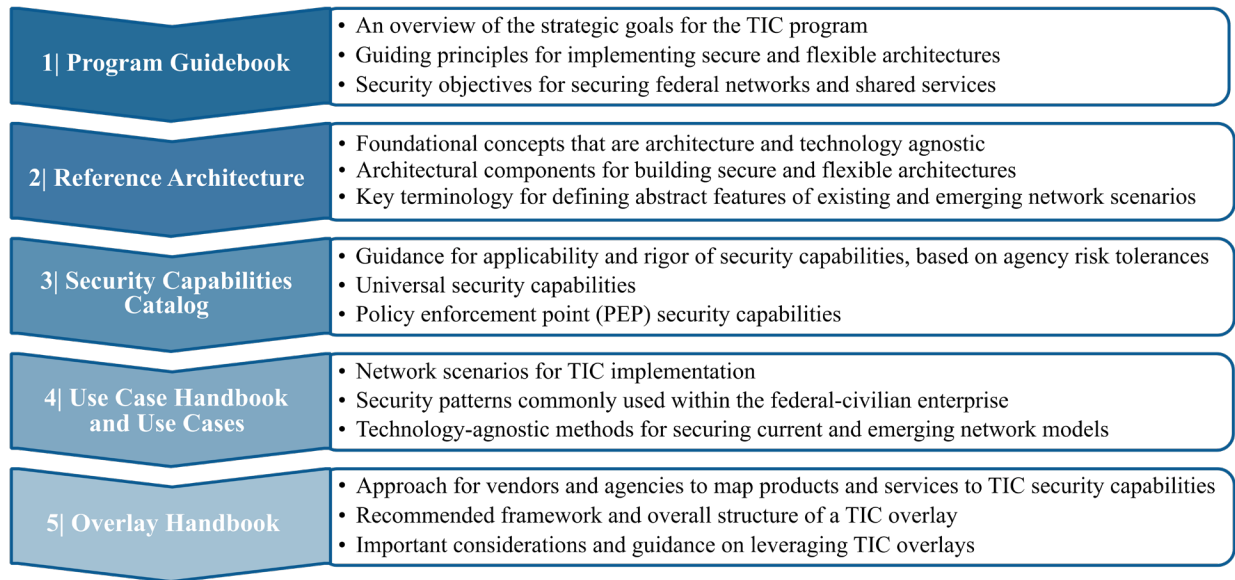 1| Program Guidebook
• An overview of the strategic goals for the TIC program
• Guiding principles for implementing secure and flexible architectures
• Security objectives for securing federal networks and shared services
2| Reference Architecture
• Foundational concepts that are architecture and technology agnostic
• Architectural components for building secure and flexible architectures
• Key terminology for defining abstract features of existing and emerging network scenarios
3| Security Capabilities
Catalog
• Guidance for applicability and rigor of security capabilities, based on agency risk tolerances
• Universal security capabilities
• Policy enforcement point (PEP) security capabilities
4| Use Case Handbook
and Use Cases
• Network scenarios for TIC implementation
• Security patterns commonly used within the federal-civilian enterprise
• Technology-agnostic methods for securing current and emerging network models
5| Overlay Handbook
• Approach for vendors and agencies to map products and services to TIC security capabilities
• Recommended framework and overall structure of a TIC overlay
• Important considerations and guidance on leveraging TIC overlays